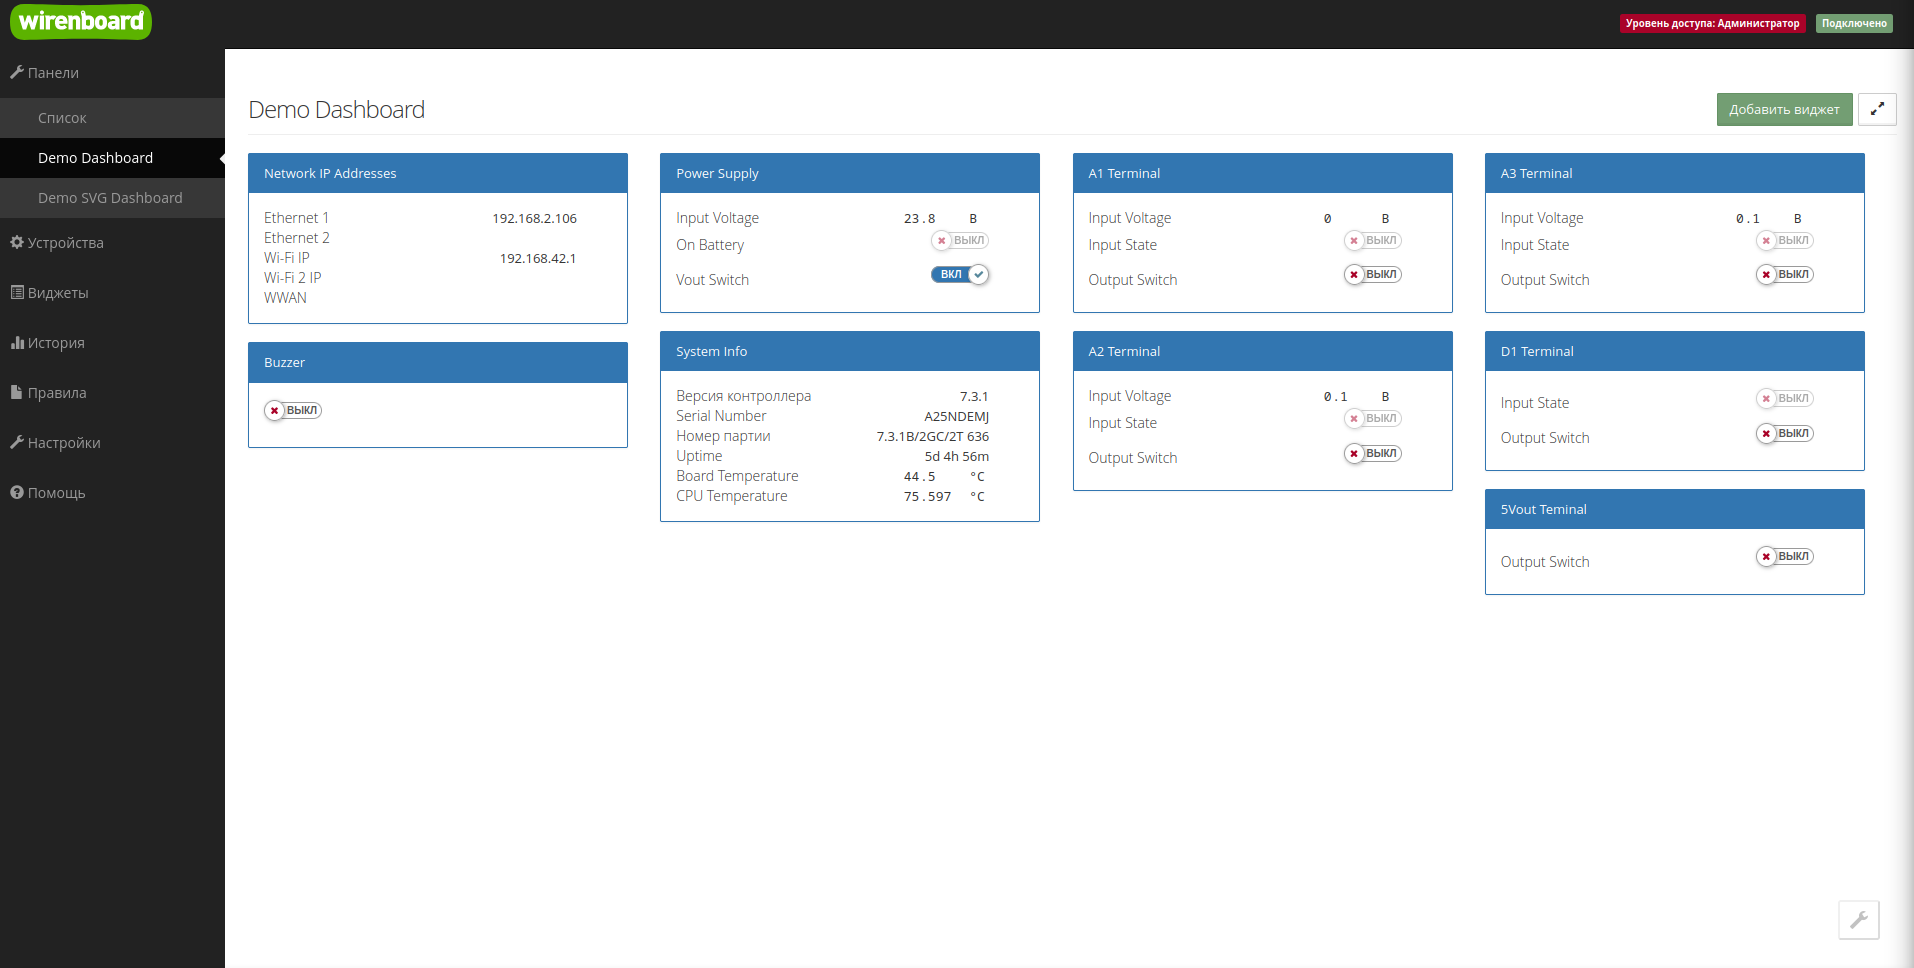 wirenboard
Уровень доступа: Администратор
Подключено
Панели
Список
Demo Dashboard
Demo SVG Dashboard
Устройства
Виджеты
История
Правила
Настройки
Помощь
Demo Dashboard
Добавить виджет
Network IP Addresses
Ethernet 1 192.168.2.106
Ethernet 2
Wi-Fi IP 192.168.42.1
Wi-Fi 2 IP
WWAN
Buzzer
ВЫКЛ
Power Supply
Input Voltage 23.8 В
On Battery ВЫКЛ
Vout Switch ВКЛ
System Info
Версия контроллера 7.3.1
Serial Number A25NDEMJ
Номер партии 7.3.1B/2GC/2T 636
Uptime 5d 4h 56m
Board Temperature 44.5 °C
CPU Temperature 75.597 °C
A1 Terminal
Input Voltage 0 В
Input State ВЫКЛ
Output Switch ВЫКЛ
A2 Terminal
Input Voltage 0.1 В
Input State ВЫКЛ
Output Switch ВЫКЛ
A3 Terminal
Input Voltage 0.1 В
Input State ВЫКЛ
Output Switch ВЫКЛ
D1 Terminal
Input State ВЫКЛ
Output Switch ВЫКЛ
5Vout Teminal
Output Switch ВЫКЛ